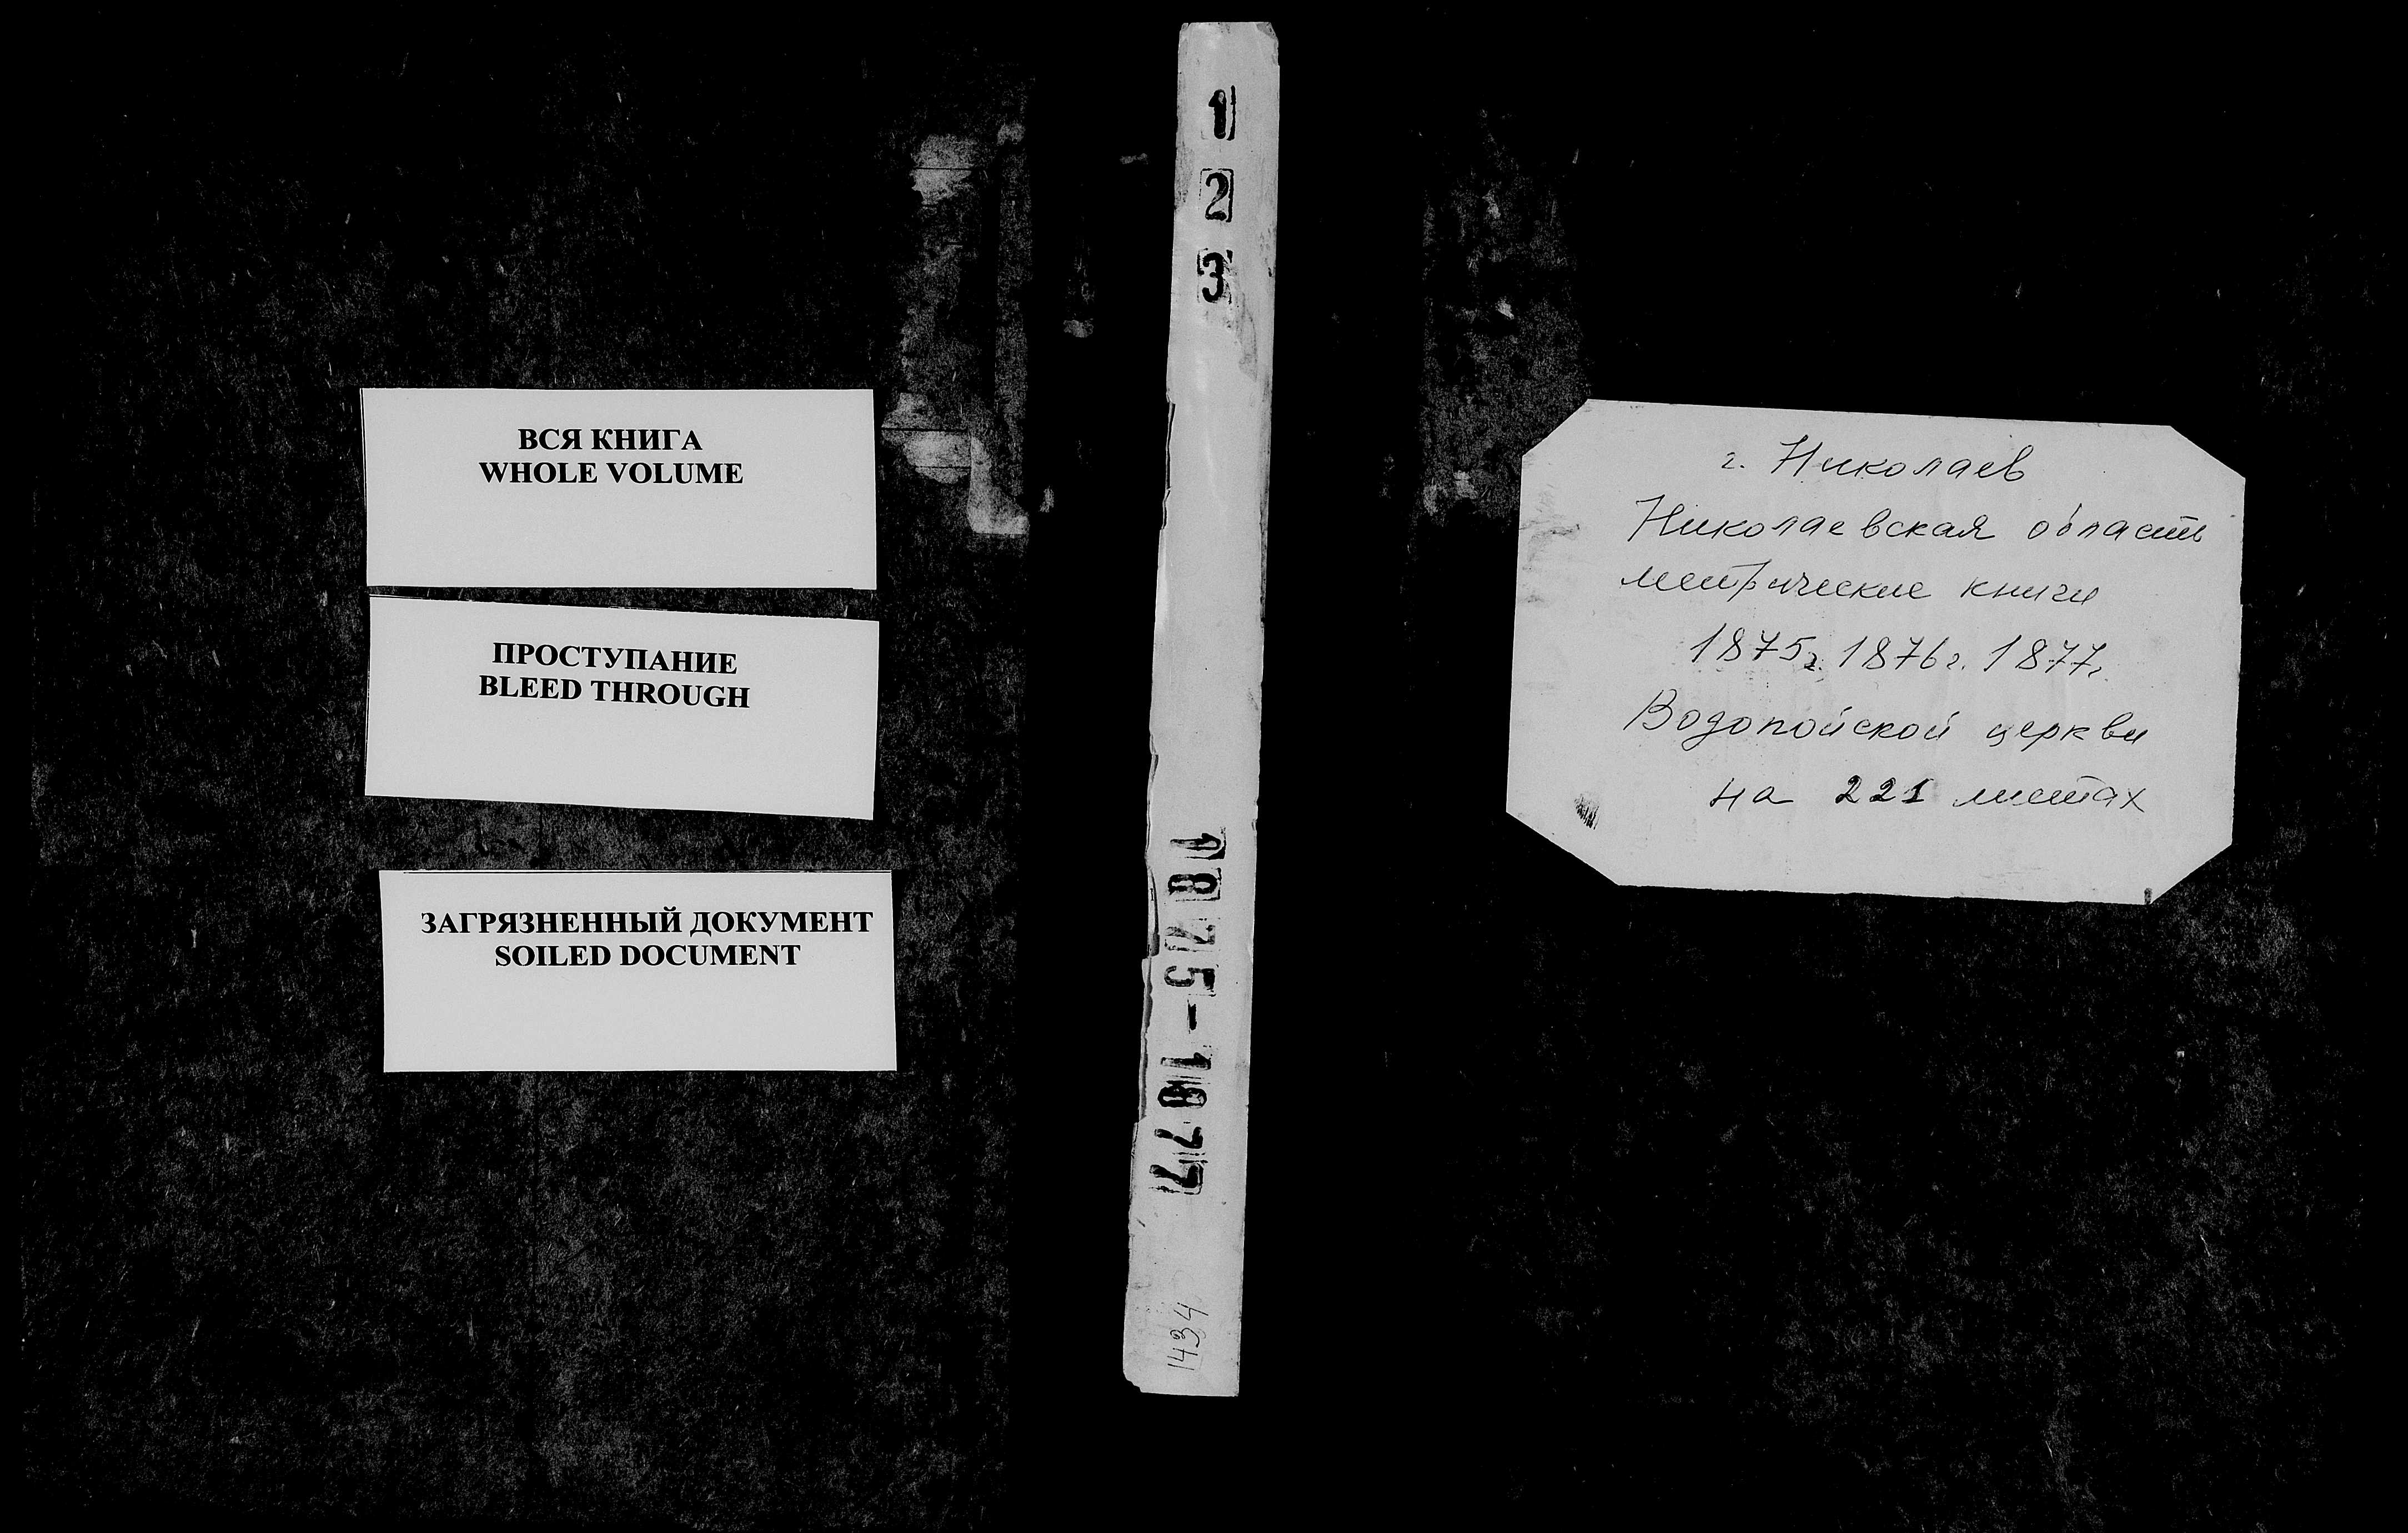 ВСЯ КНИГА
WHOLE VOLUME
ПРОСТУПАНИЕ
BLEED THROUGH
ЗАГРЯЗНЕННЫЙ ДОКУМЕНТ
SOILED DOCUMENT
1
2
3
1875-1877
1434
г. Николаев
Николаевская область
метрические книги
1875г. 1876г. 1877г.
Водопойской церкви
на 221 листах